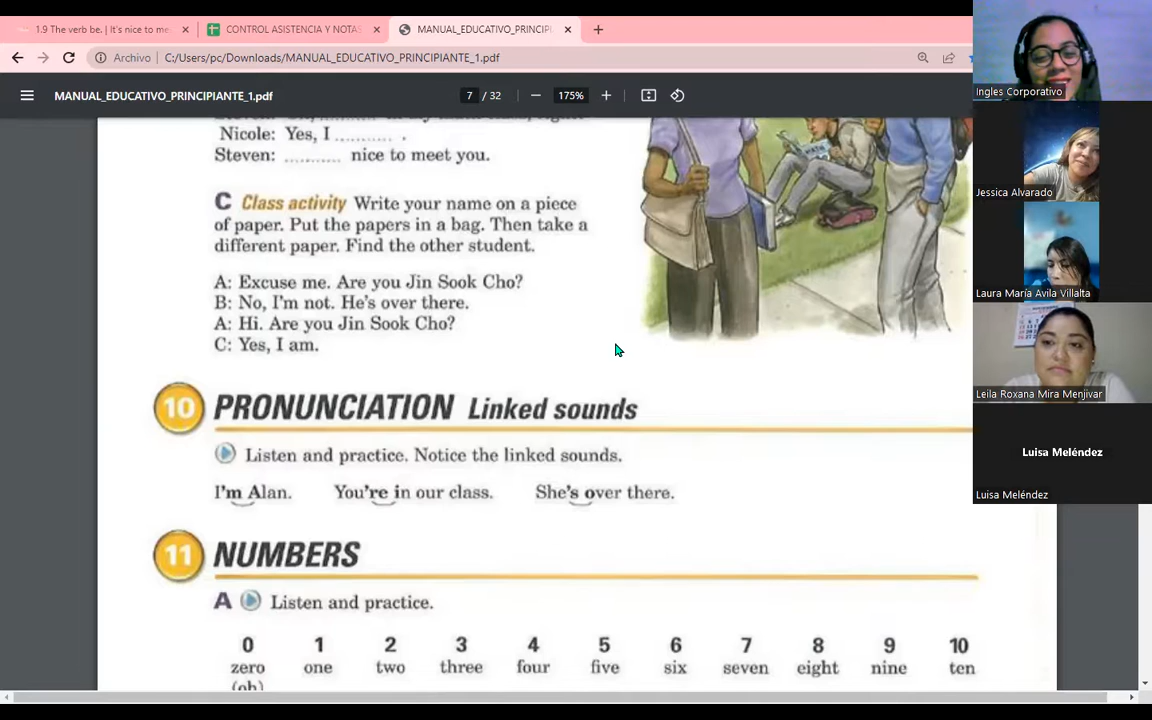 1.9 The verb be. | It's nice to me
CONTROL ASISTENCIA Y NOTAS
MANUAL_EDUCATIVO_PRINCIPI
Archivo | C:/Users/pc/Downloads/MANUAL_EDUCATIVO_PRINCIPIANTE_1.pdf
Ingles Corporativo
MANUAL_EDUCATIVO_PRINCIPIANTE_1.pdf
7 / 32
175%
Nicole: Yes, I ........... .
Steven: ........... nice to meet you.
C Class activity Write your name on a piece
of paper. Put the papers in a bag. Then take a
different paper. Find the other student.
A: Excuse me. Are you Jin Sook Cho?
B: No, I'm not. He's over there.
A: Hi. Are you Jin Sook Cho?
C: Yes, I am.
Jessica Alvarado
Laura María Avila Villalta
Leila Roxana Mira Menjivar
Luisa Meléndez
Luisa Meléndez
10 PRONUNCIATION Linked sounds
Listen and practice. Notice the linked sounds.
I'm Alan. You're in our class. She's over there.
11 NUMBERS
A Listen and practice.
0 1 2 3 4 5 6 7 8 9 10
zero one two three four five six seven eight nine ten
(oh)